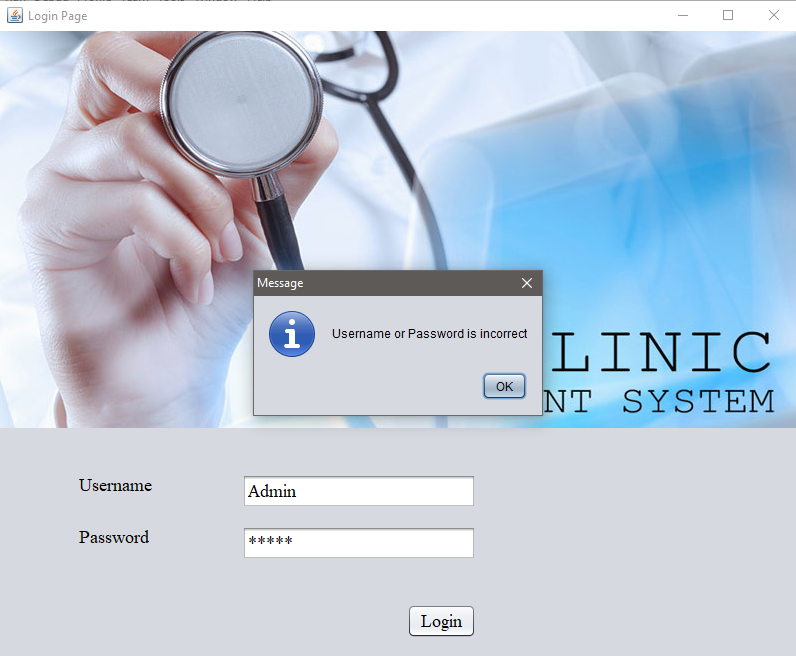 Login Page
Message
Username or Password is incorrect
OK
LINIC
NT SYSTEM
Username
Admin
Password
*****
Login